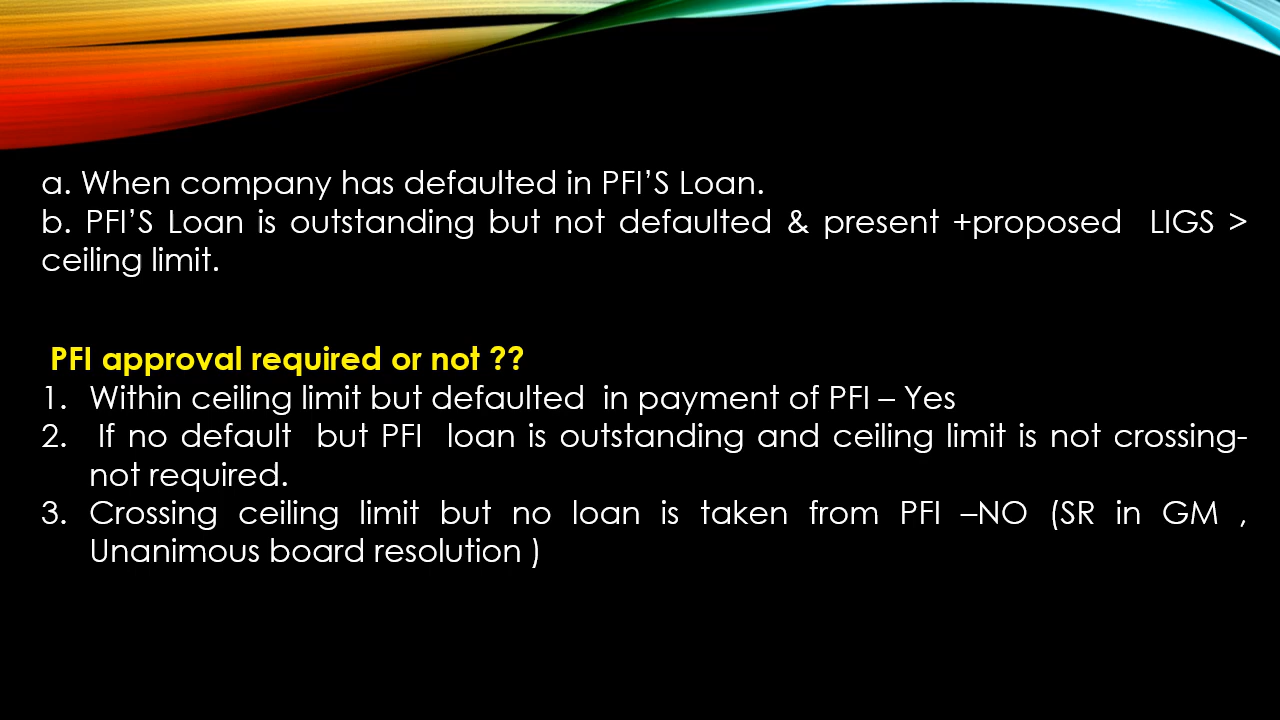 a. When company has defaulted in PFI’S Loan.
b. PFI’S Loan is outstanding but not defaulted & present +proposed LIGS >
ceiling limit.
PFI approval required or not ??
1. Within ceiling limit but defaulted in payment of PFI – Yes
2. If no default but PFI loan is outstanding and ceiling limit is not crossing-
not required.
3. Crossing ceiling limit but no loan is taken from PFI –NO (SR in GM ,
Unanimous board resolution )